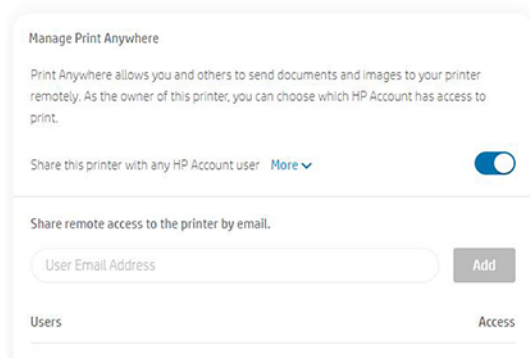 Manage Print Anywhere
Print Anywhere allows you and others to send documents and images to your printer
remotely. As the owner of this printer, you can choose which HP Account has access to
print.
Share this printer with any HP Account user More
Share remote access to the printer by email.
User Email Address Add
Users Access